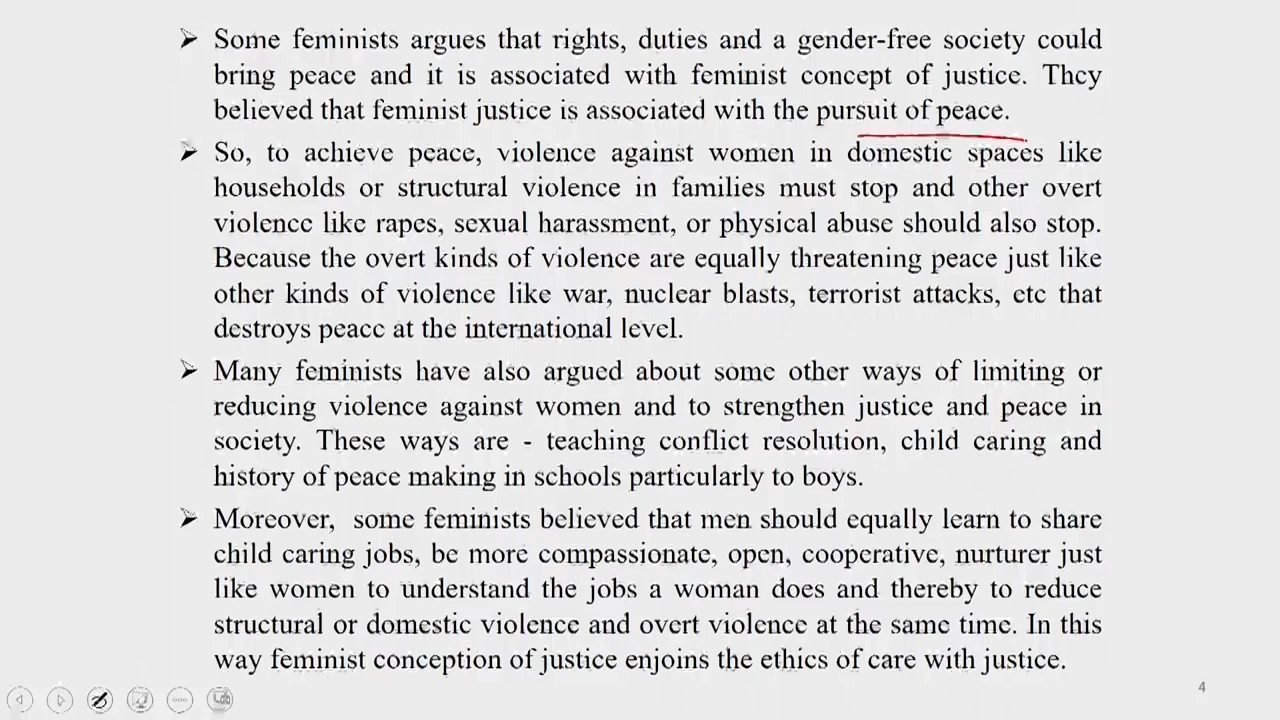 ➢ Some feminists argues that rights, duties and a gender-free society could
bring peace and it is associated with feminist concept of justice. They
believed that feminist justice is associated with the pursuit of peace.
➢ So, to achieve peace, violence against women in domestic spaces like
households or structural violence in families must stop and other overt
violence like rapes, sexual harassment, or physical abuse should also stop.
Because the overt kinds of violence are equally threatening peace just like
other kinds of violence like war, nuclear blasts, terrorist attacks, etc that
destroys peace at the international level.
➢ Many feminists have also argued about some other ways of limiting or
reducing violence against women and to strengthen justice and peace in
society. These ways are - teaching conflict resolution, child caring and
history of peace making in schools particularly to boys.
➢ Moreover, some feminists believed that men should equally learn to share
child caring jobs, be more compassionate, open, cooperative, nurturer just
like women to understand the jobs a woman does and thereby to reduce
structural or domestic violence and overt violence at the same time. In this
way feminist conception of justice enjoins the ethics of care with justice.
4